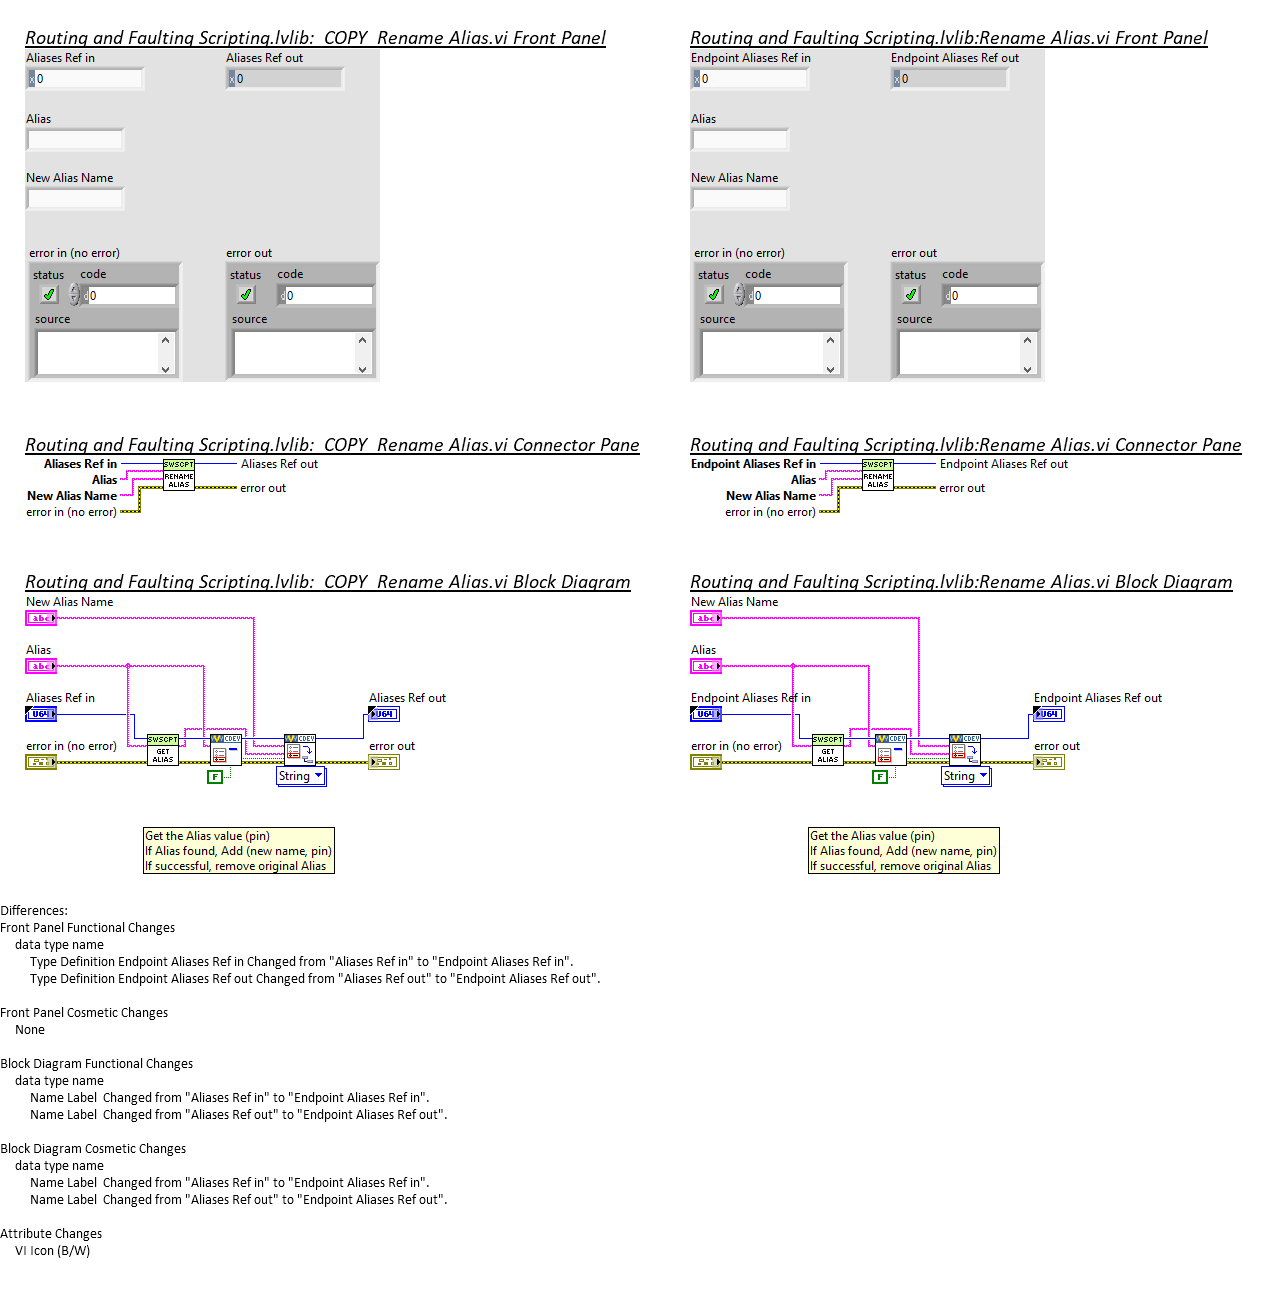 Routing and Faulting Scripting.lvlib:_COPY_Rename Alias.vi Front Panel
Aliases Ref in
Aliases Ref out
x 0
x 0
Alias
New Alias Name
error in (no error)
error out
status
code
status
code
d 0
d 0
source
source
Routing and Faulting Scripting.lvlib:Rename Alias.vi Front Panel
Endpoint Aliases Ref in
Endpoint Aliases Ref out
x 0
x 0
Alias
New Alias Name
error in (no error)
error out
status
code
status
code
d 0
d 0
source
source
Routing and Faulting Scripting.lvlib:_COPY_Rename Alias.vi Connector Pane
Aliases Ref in
Alias
New Alias Name
error in (no error)
SWSCPT
RENAME
ALIAS
Aliases Ref out
error out
Routing and Faulting Scripting.lvlib:Rename Alias.vi Connector Pane
Endpoint Aliases Ref in
Alias
New Alias Name
error in (no error)
SWSCPT
RENAME
ALIAS
Endpoint Aliases Ref out
error out
Routing and Faulting Scripting.lvlib:_COPY_Rename Alias.vi Block Diagram
New Alias Name
abc
Alias
abc
Aliases Ref in
U64
error in (no error)
SWSCPT
GET
ALIAS
CDEV
F
CDEV
String
Aliases Ref out
U64
error out
Get the Alias value (pin)
If Alias found, Add (new name, pin)
If successful, remove original Alias
Routing and Faulting Scripting.lvlib:Rename Alias.vi Block Diagram
New Alias Name
abc
Alias
abc
Endpoint Aliases Ref in
U64
error in (no error)
SWSCPT
GET
ALIAS
CDEV
F
CDEV
String
Endpoint Aliases Ref out
U64
error out
Get the Alias value (pin)
If Alias found, Add (new name, pin)
If successful, remove original Alias
Differences:
Front Panel Functional Changes
data type name
Type Definition Endpoint Aliases Ref in Changed from "Aliases Ref in" to "Endpoint Aliases Ref in".
Type Definition Endpoint Aliases Ref out Changed from "Aliases Ref out" to "Endpoint Aliases Ref out".
Front Panel Cosmetic Changes
None
Block Diagram Functional Changes
data type name
Name Label  Changed from "Aliases Ref in" to "Endpoint Aliases Ref in".
Name Label  Changed from "Aliases Ref out" to "Endpoint Aliases Ref out".
Block Diagram Cosmetic Changes
data type name
Name Label  Changed from "Aliases Ref in" to "Endpoint Aliases Ref in".
Name Label  Changed from "Aliases Ref out" to "Endpoint Aliases Ref out".
Attribute Changes
VI Icon (B/W)